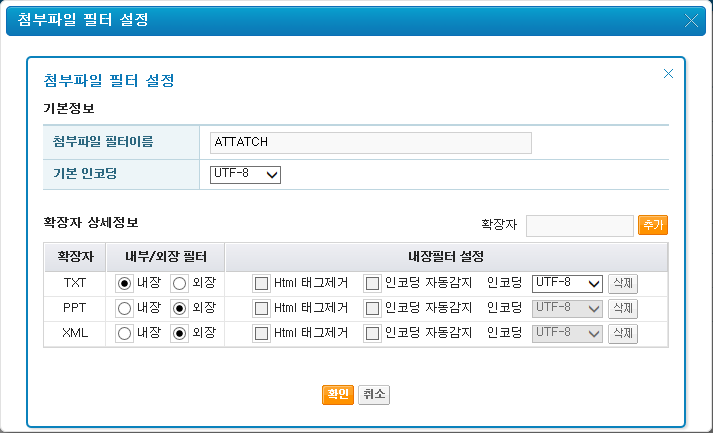 첨부파일 필터 설정
첨부파일 필터 설정
기본정보
첨부파일 필터이름 ATTATCH
기본 인코딩 UTF-8
확장자 상세정보 확장자 추가
확장자 내부/외장 필터 내장필터 설정
TXT 내장 외장 Html 태그제거 인코딩 자동감지 인코딩 UTF-8 삭제
PPT 내장 외장 Html 태그제거 인코딩 자동감지 인코딩 UTF-8 삭제
XML 내장 외장 Html 태그제거 인코딩 자동감지 인코딩 UTF-8 삭제
확인 취소